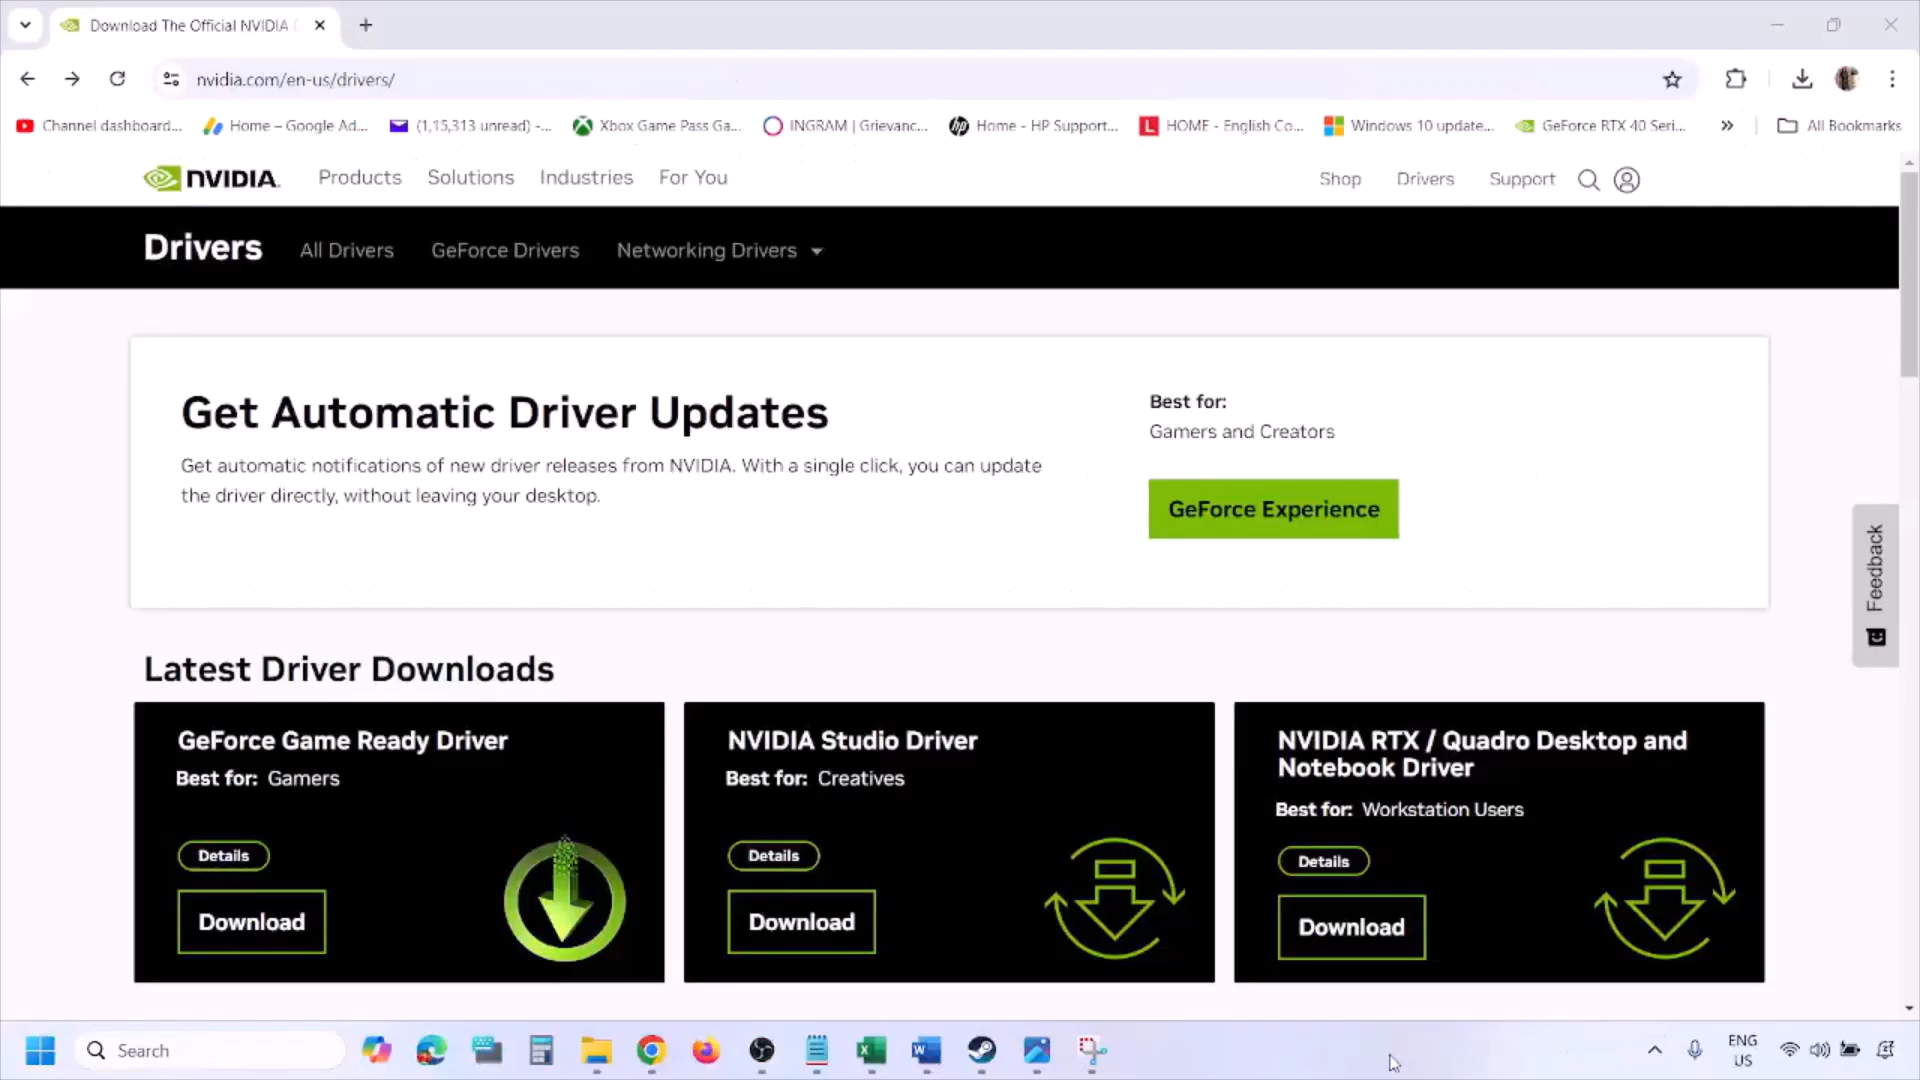 Download The Official NVIDIA
nvidia.com/en-us/drivers/
Channel dashboard...
Home – Google Ad...
(1,15,313 unread) -...
Xbox Game Pass Ga...
INGRAM | Grievanc...
Home - HP Support...
HOME - English Co...
Windows 10 update...
GeForce RTX 40 Seri...
All Bookmarks
NVIDIA.
Products
Solutions
Industries
For You
Shop
Drivers
Support
Drivers
All Drivers
GeForce Drivers
Networking Drivers
Get Automatic Driver Updates
Get automatic notifications of new driver releases from NVIDIA. With a single click, you can update
the driver directly, without leaving your desktop.
Best for:
Gamers and Creators
GeForce Experience
Feedback
Latest Driver Downloads
GeForce Game Ready Driver
Best for: Gamers
Details
Download
NVIDIA Studio Driver
Best for: Creatives
Details
Download
NVIDIA RTX / Quadro Desktop and
Notebook Driver
Best for: Workstation Users
Details
Download
Search
ENG
US